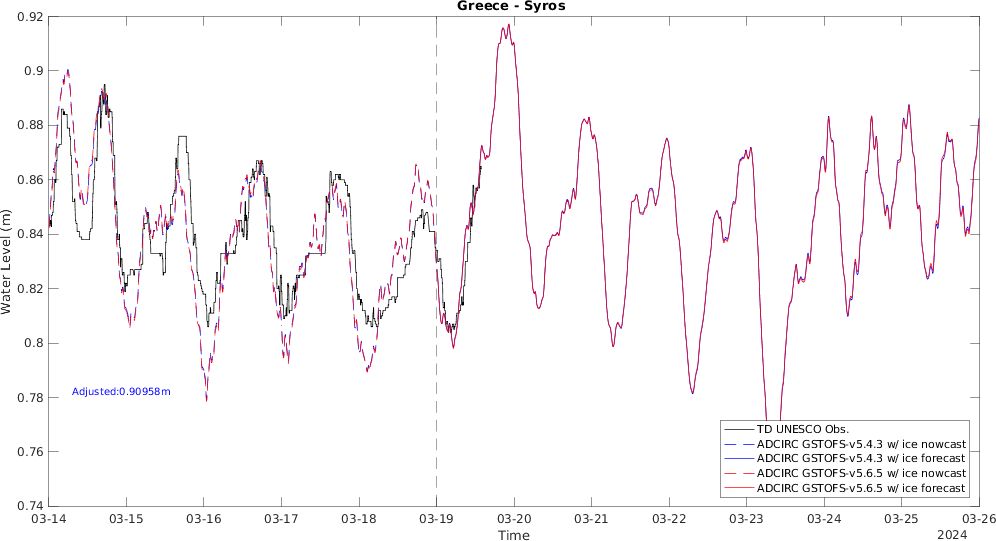 Greece - Syros
0.92
0.9
0.88
0.86
0.84
0.82
0.8
0.78
0.76
0.74
Water Level (m)
Adjusted:0.90958m
TD UNESCO Obs.
ADCIRC GSTOFS-v5.4.3 w/ ice nowcast
ADCIRC GSTOFS-v5.4.3 w/ ice forecast
ADCIRC GSTOFS-v5.6.5 w/ ice nowcast
ADCIRC GSTOFS-v5.6.5 w/ ice forecast
03-14 03-15 03-16 03-17 03-18 03-19 03-20 03-21 03-22 03-23 03-24 03-25 03-26
Time
2024